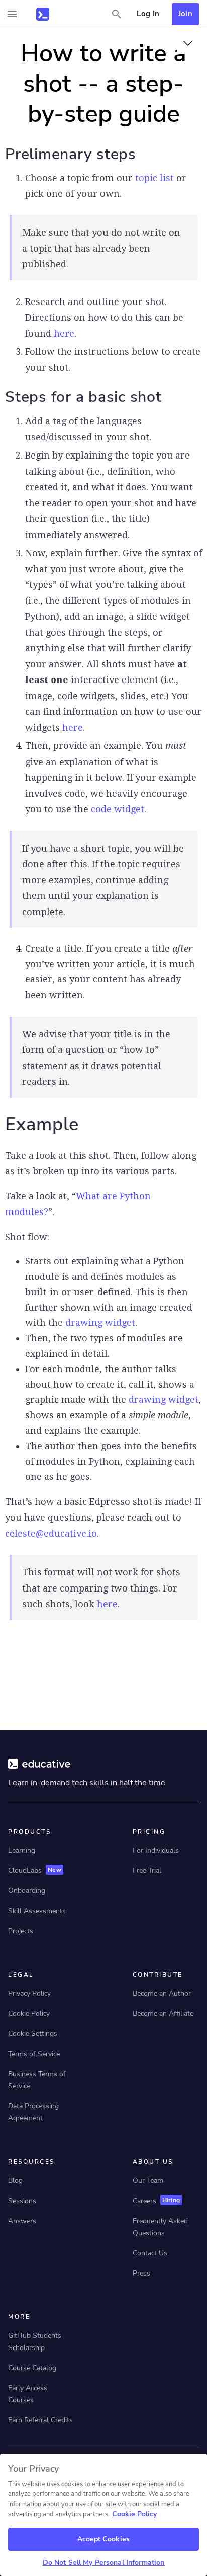 Log In
Join
How to write a
shot -- a step-
by-step guide
Prelimenary steps
1. Choose a topic from our topic list or
pick one of your own.
Make sure that you do not write on
a topic that has already been
published.
2. Research and outline your shot.
Directions on how to do this can be
found here.
3. Follow the instructions below to create
your shot.
Steps for a basic shot
1. Add a tag of the languages
used/discussed in your shot.
2. Begin by explaining the topic you are
talking about (i.e., definition, who
created it, and what it does. You want
the reader to open your shot and have
their question (i.e., the title)
immediately answered.
3. Now, explain further. Give the syntax of
what you just wrote about, give the
“types” of what you’re talking about
(i.e., the different types of modules in
Python), add an image, a slide widget
that goes through the steps, or
anything else that will further clarify
your answer. All shots must have at
least one interactive element (i.e.,
image, code widgets, slides, etc.) You
can find information on how to use our
widgets here.
4. Then, provide an example. You must
give an explanation of what is
happening in it below. If your example
involves code, we heavily encourage
you to use the code widget.
If you have a short topic, you will be
done after this. If the topic requires
more examples, continue adding
them until your explanation is
complete.
4. Create a title. If you create a title after
you’ve written your article, it is much
easier, as your content has already
been written.
We advise that your title is in the
form of a question or “how to”
statement as it draws potential
readers in.
Example
Take a look at this shot. Then, follow along
as it’s broken up into its various parts.
Take a look at, “What are Python
modules?”.
Shot flow:
• Starts out explaining what a Python
module is and defines modules as
built-in or user-defined. This is then
further shown with an image created
with the drawing widget.
• Then, the two types of modules are
explained in detail.
• For each module, the author talks
about how to create it, call it, shows a
graphic made with the drawing widget,
shows an example of a simple module,
and explains the example.
• The author then goes into the benefits
of modules in Python, explaining each
one as he goes.
That’s how a basic Edpresso shot is made! If
you have questions, please reach out to
celeste@educative.io.
This format will not work for shots
that are comparing two things. For
such shots, look here.
educative
Learn in-demand tech skills in half the time
PRODUCTS
Learning
CloudLabs New
Onboarding
Skill Assessments
Projects
PRICING
For Individuals
Free Trial
LEGAL
Privacy Policy
Cookie Policy
Cookie Settings
Terms of Service
Business Terms of
Service
Data Processing
Agreement
CONTRIBUTE
Become an Author
Become an Affiliate
RESOURCES
Blog
Sessions
Answers
ABOUT US
Our Team
Careers Hiring
Frequently Asked
Questions
Contact Us
Press
MORE
GitHub Students
Scholarship
Course Catalog
Early Access
Courses
Earn Referral Credits
Your Privacy
This website uses cookies to enhance user experience and to
analyze performance and traffic on our website. We also share
information about your use of our site with our social media,
advertising and analytics partners. Cookie Policy
Accept Cookies
Do Not Sell My Personal Information